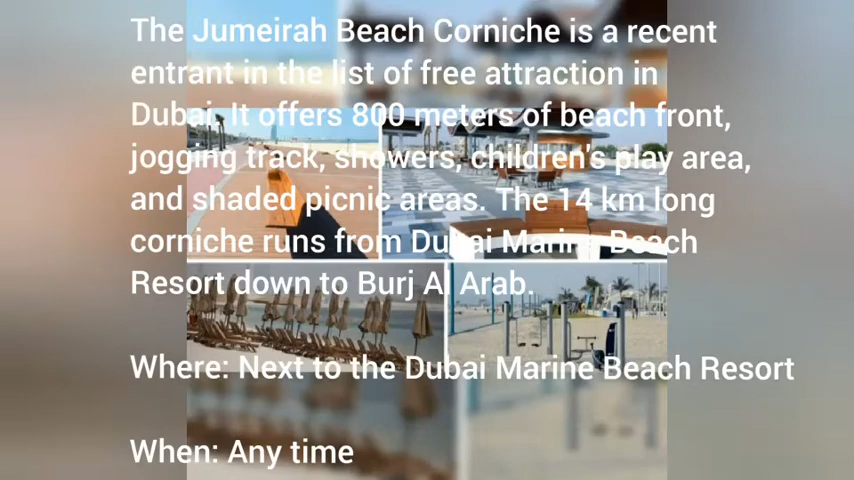 The Jumeirah Beach Corniche is a recent
entrant in the list of free attraction in
Dubai. It offers 800 meters of beach front,
jogging track, showers, children's play area,
and shaded picnic areas. The 14 km long
corniche runs from Dubai Marine Beach
Resort down to Burj Al Arab.
Where: Next to the Dubai Marine Beach Resort
When: Any time